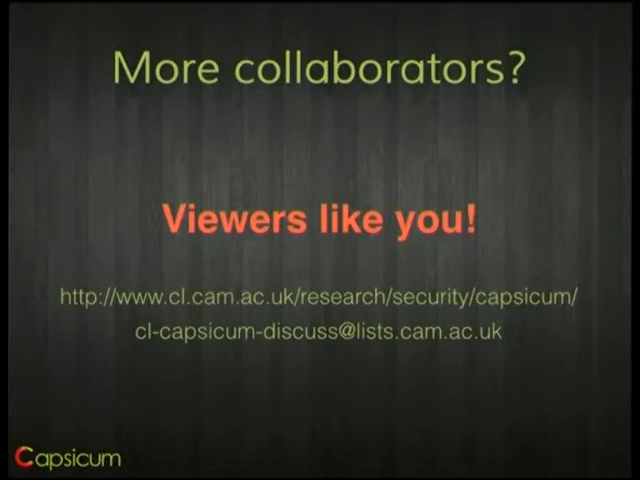 More collaborators?
Viewers like you!
http://www.cl.cam.ac.uk/research/security/capsicum/
cl-capsicum-discuss@lists.cam.ac.uk
Capsicum